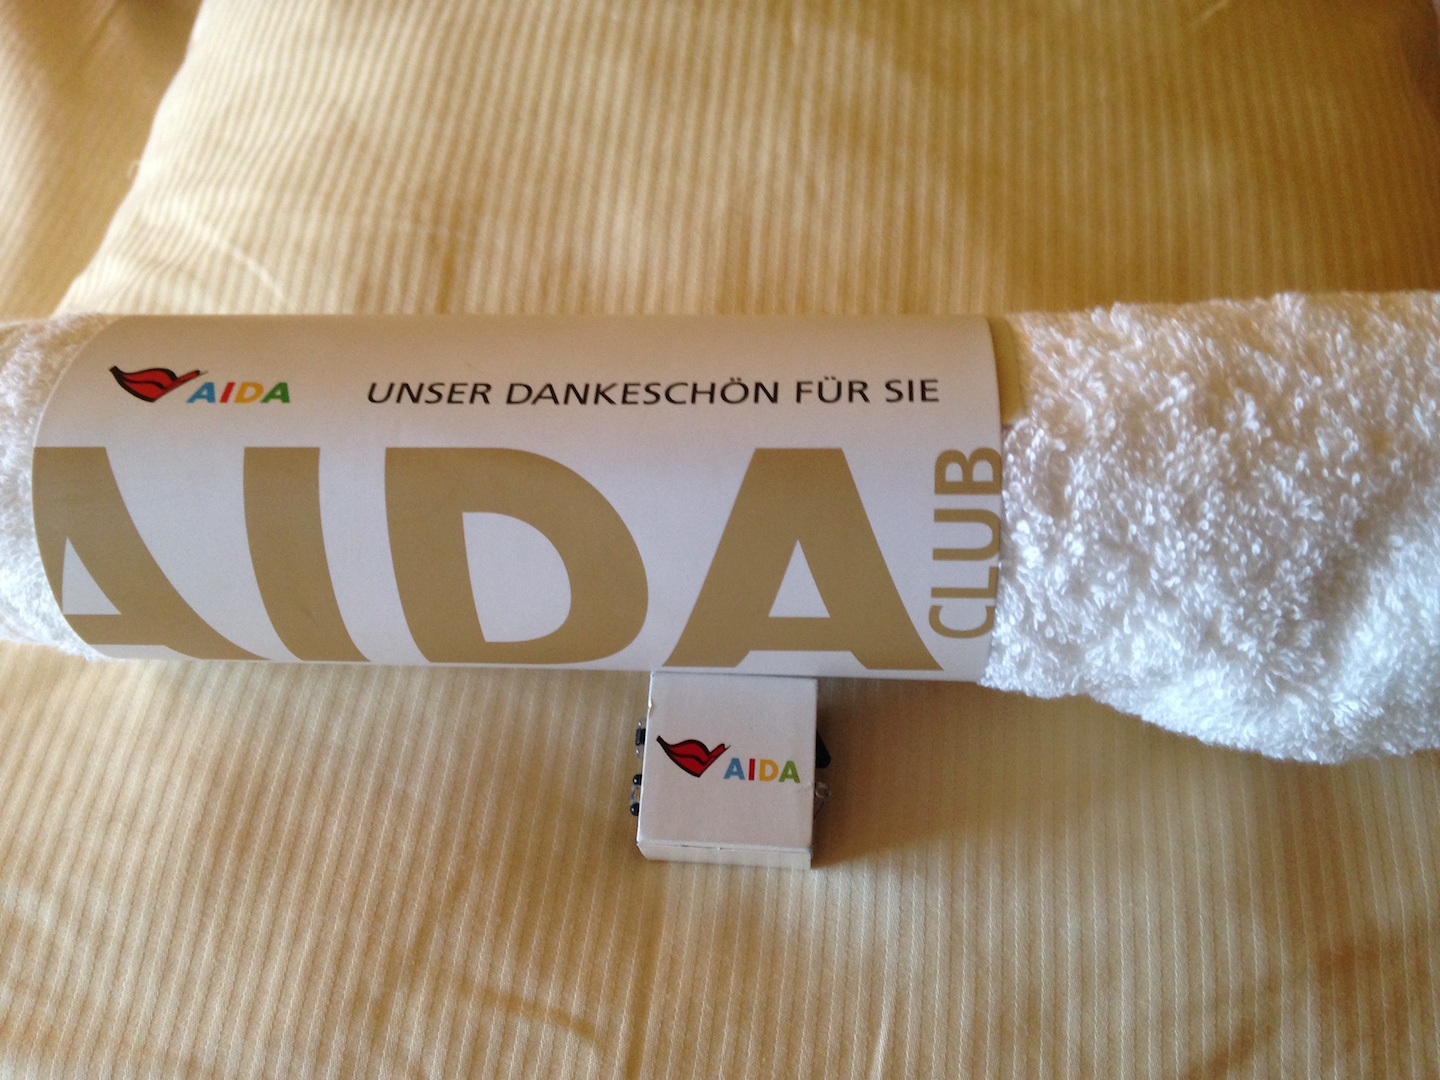 AIDA UNSER DANKESCHÖN FÜR SIE
AIDA
CLUB
AIDA